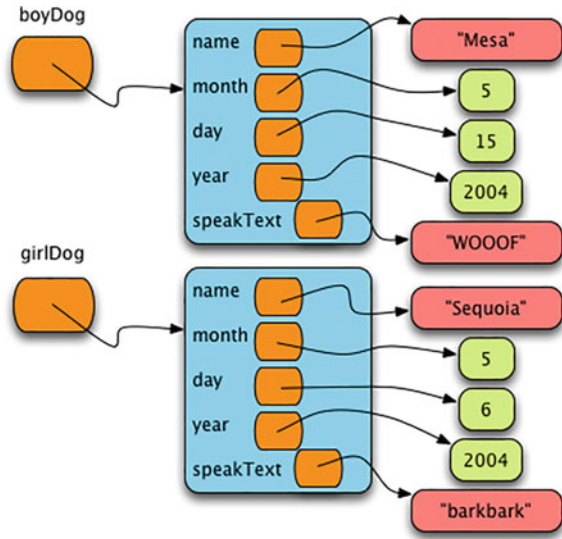 boyDog
name
"Mesa"
month
5
day
15
year
2004
speakText
"WOOOF"
girlDog
name
"Sequoia"
month
5
day
6
year
2004
speakText
"barkbark"